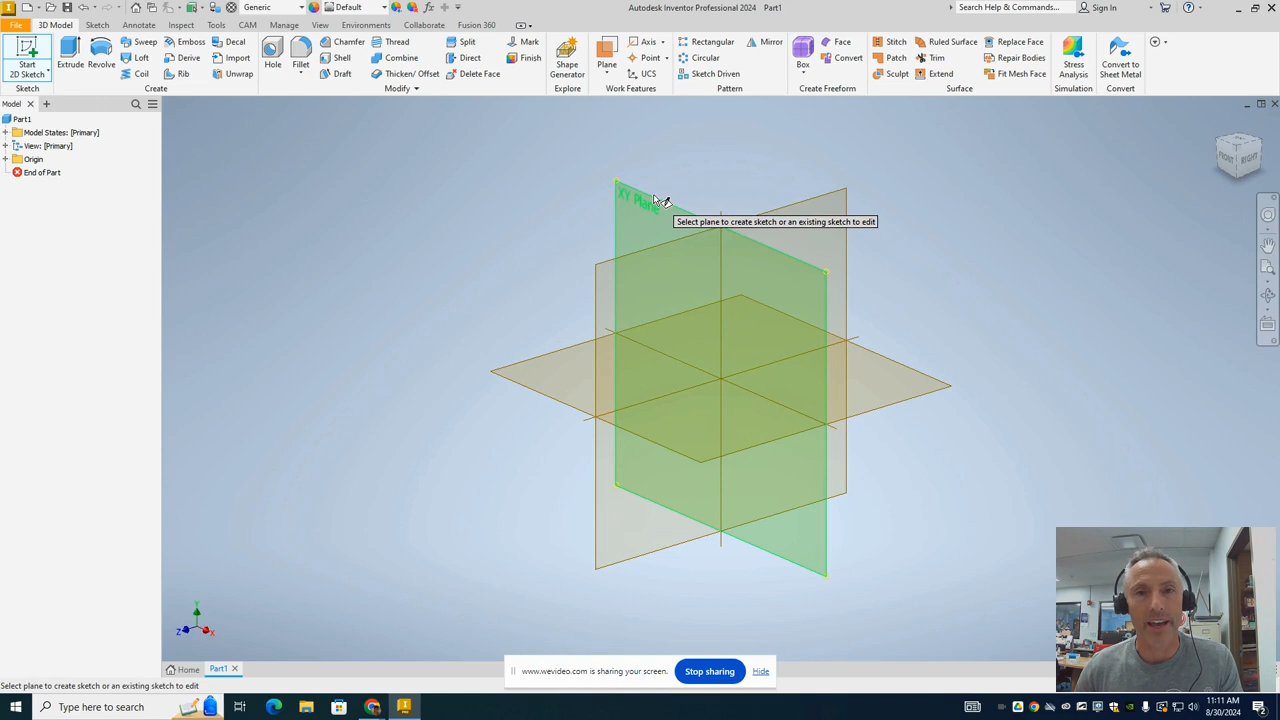 Generic
Default
Autodesk Inventor Professional 2024 Part1
Search Help & Commands...
Sign In
File
3D Model
Sketch
Annotate
Inspect
Tools
CAM
Manage
View
Environments
Collaborate
Fusion 360
Start
2D Sketch
Extrude
Revolve
Sweep
Emboss
Decal
Loft
Derive
Import
Coil
Rib
Unwrap
Hole
Fillet
Chamfer
Thread
Split
Mark
Shell
Combine
Direct
Finish
Draft
Thicken/ Offset
Delete Face
Shape
Generator
Plane
Axis
Point
UCS
Rectangular
Mirror
Circular
Sketch Driven
Box
Face
Convert
Stitch
Ruled Surface
Replace Face
Patch
Trim
Repair Bodies
Sculpt
Extend
Fit Mesh Face
Stress
Analysis
Convert to
Sheet Metal
Sketch
Create
Modify
Explore
Work Features
Pattern
Create Freeform
Surface
Simulation
Convert
Model
Part1
Model States: [Primary]
View: [Primary]
Origin
End of Part
FRONT
RIGHT
XY Plane
Select plane to create sketch or an existing sketch to edit
Y
Z
X
Home
Part1
www.wevideo.com is sharing your screen.
Stop sharing
Hide
Select plane to create sketch or an existing sketch to edit
Type here to search
11:11 AM
8/30/2024